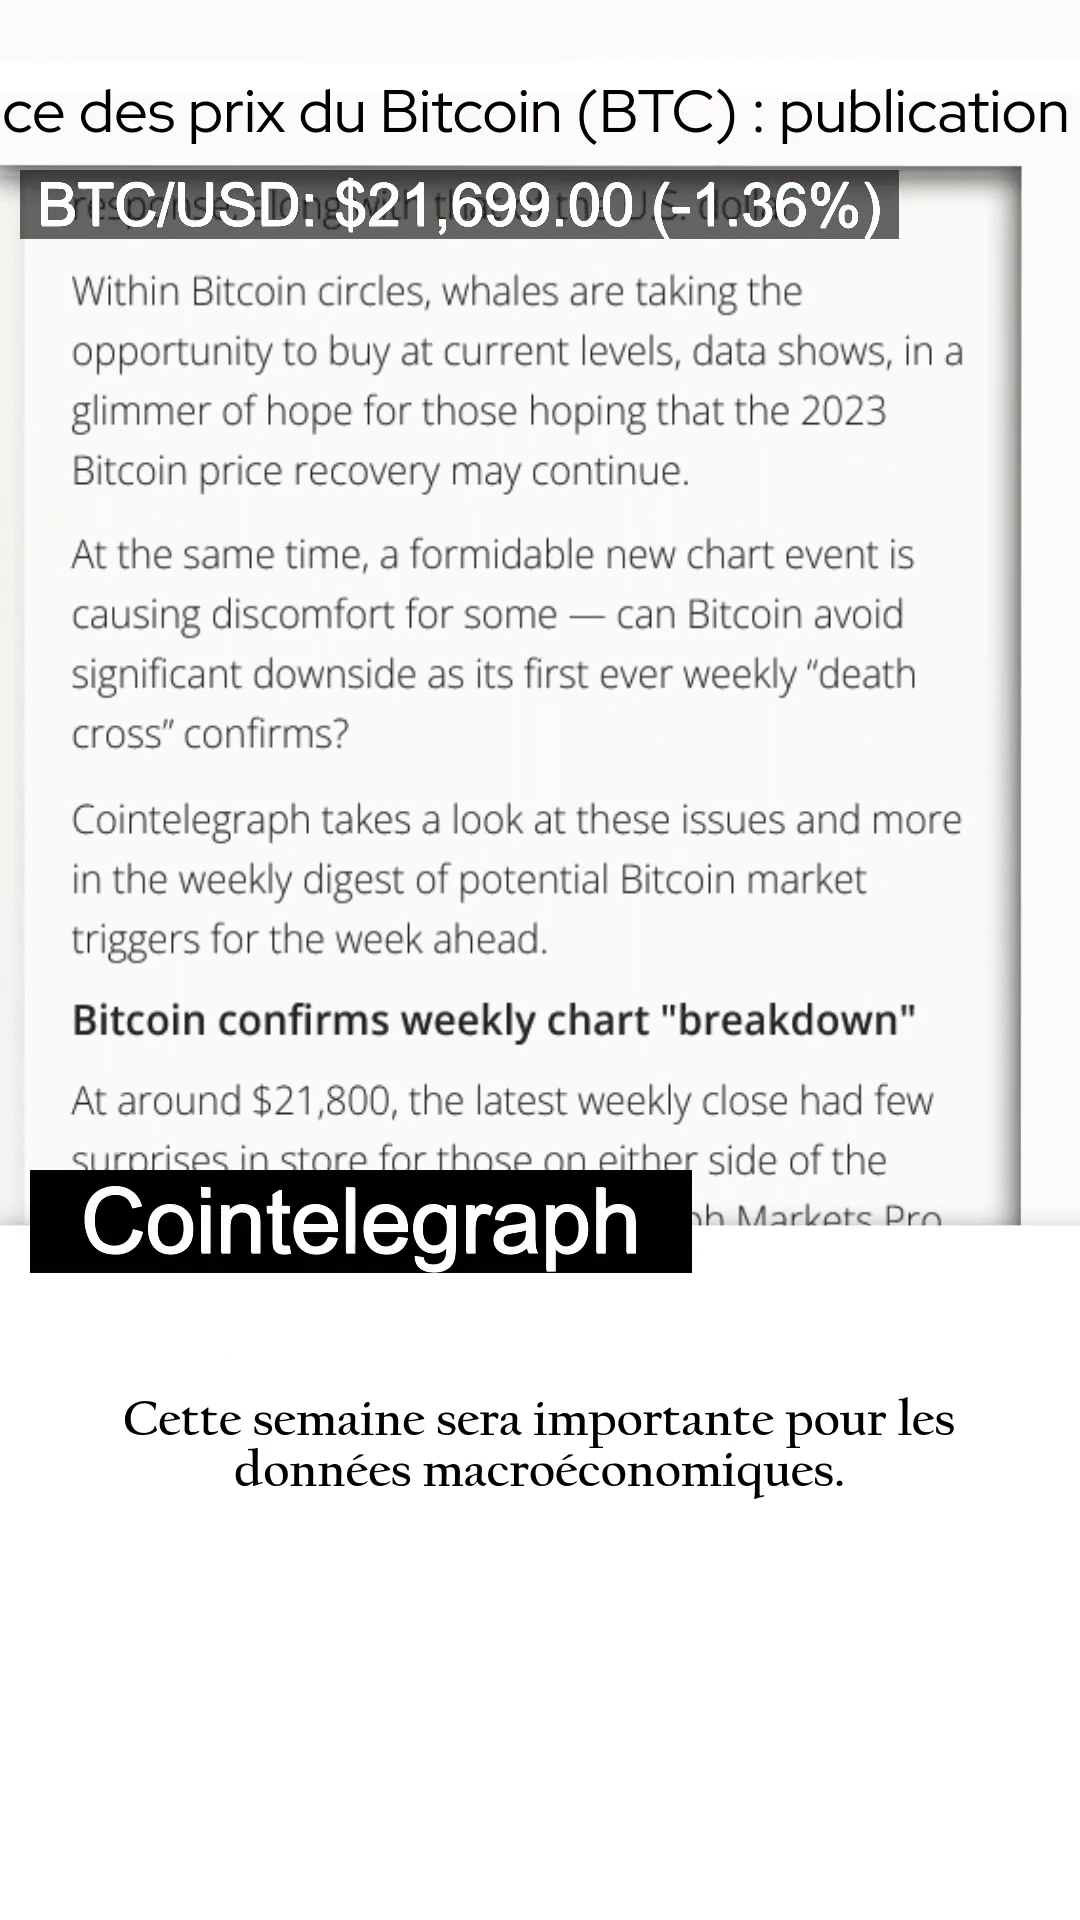 ce des prix du Bitcoin (BTC) : publication
BTC/USD: $21,699.00 (-1.36%)
Within Bitcoin circles, whales are taking the
opportunity to buy at current levels, data shows, in a
glimmer of hope for those hoping that the 2023
Bitcoin price recovery may continue.
At the same time, a formidable new chart event is
causing discomfort for some — can Bitcoin avoid
significant downside as its first ever weekly “death
cross” confirms?
Cointelegraph takes a look at these issues and more
in the weekly digest of potential Bitcoin market
triggers for the week ahead.
Bitcoin confirms weekly chart "breakdown"
At around $21,800, the latest weekly close had few
surprises in store for those on either side of the
Markets Pro
Cointelegraph
Cette semaine sera importante pour les
données macroéconomiques.